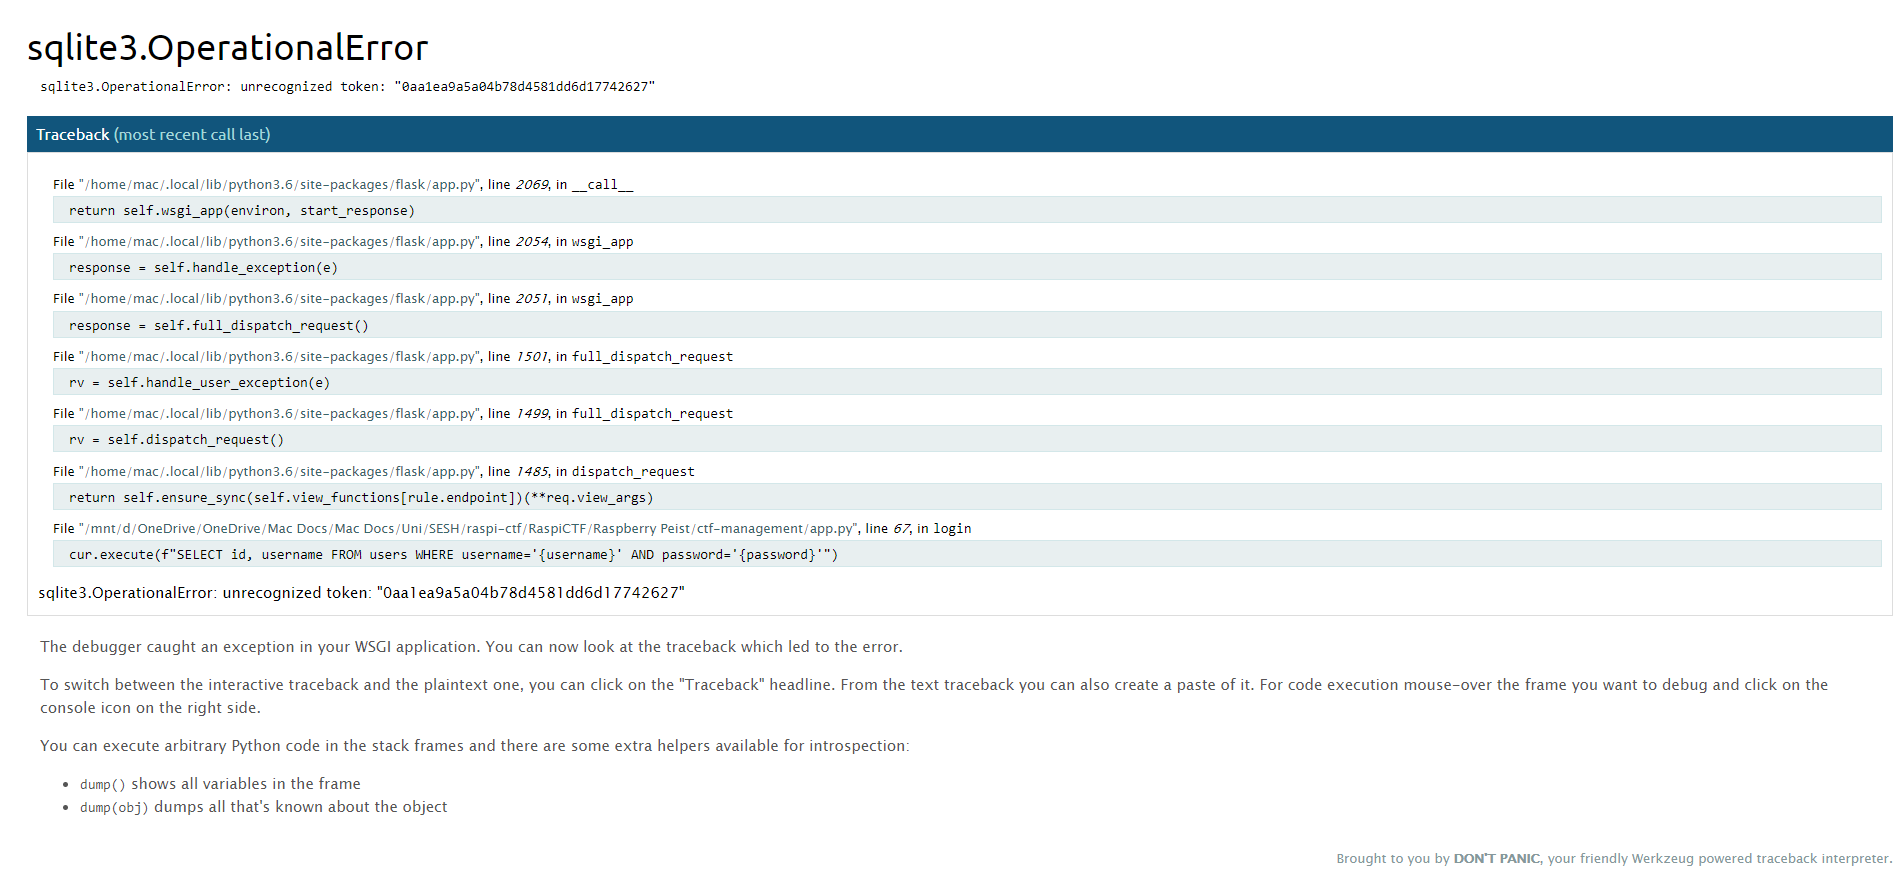 sqlite3.OperationalError
sqlite3.OperationalError: unrecognized token: "0aa1ea9a5a04b78d4581dd6d17742627"
Traceback (most recent call last)
File "/home/mac/.local/lib/python3.6/site-packages/flask/app.py", line 2069, in __call__
return self.wsgi_app(environ, start_response)
File "/home/mac/.local/lib/python3.6/site-packages/flask/app.py", line 2054, in wsgi_app
response = self.handle_exception(e)
File "/home/mac/.local/lib/python3.6/site-packages/flask/app.py", line 2051, in wsgi_app
response = self.full_dispatch_request()
File "/home/mac/.local/lib/python3.6/site-packages/flask/app.py", line 1501, in full_dispatch_request
rv = self.handle_user_exception(e)
File "/home/mac/.local/lib/python3.6/site-packages/flask/app.py", line 1499, in full_dispatch_request
rv = self.dispatch_request()
File "/home/mac/.local/lib/python3.6/site-packages/flask/app.py", line 1485, in dispatch_request
return self.ensure_sync(self.view_functions[rule.endpoint])(**req.view_args)
File "/mnt/d/OneDrive/OneDrive/Mac Docs/Mac Docs/Uni/SESH/raspi-ctf/RaspiCTF/Raspberry Peist/ctf-management/app.py", line 67, in login
cur.execute(f"SELECT id, username FROM users WHERE username='{username}' AND password='{password}'")
sqlite3.OperationalError: unrecognized token: "0aa1ea9a5a04b78d4581dd6d17742627"
The debugger caught an exception in your WSGI application. You can now look at the traceback which led to the error.
To switch between the interactive traceback and the plaintext one, you can click on the "Traceback" headline. From the text traceback you can also create a paste of it. For code execution mouse-over the frame you want to debug and click on the
console icon on the right side.
You can execute arbitrary Python code in the stack frames and there are some extra helpers available for introspection:
• dump() shows all variables in the frame
• dump(obj) dumps all that's known about the object
Brought to you by DON'T PANIC, your friendly Werkzeug powered traceback interpreter.